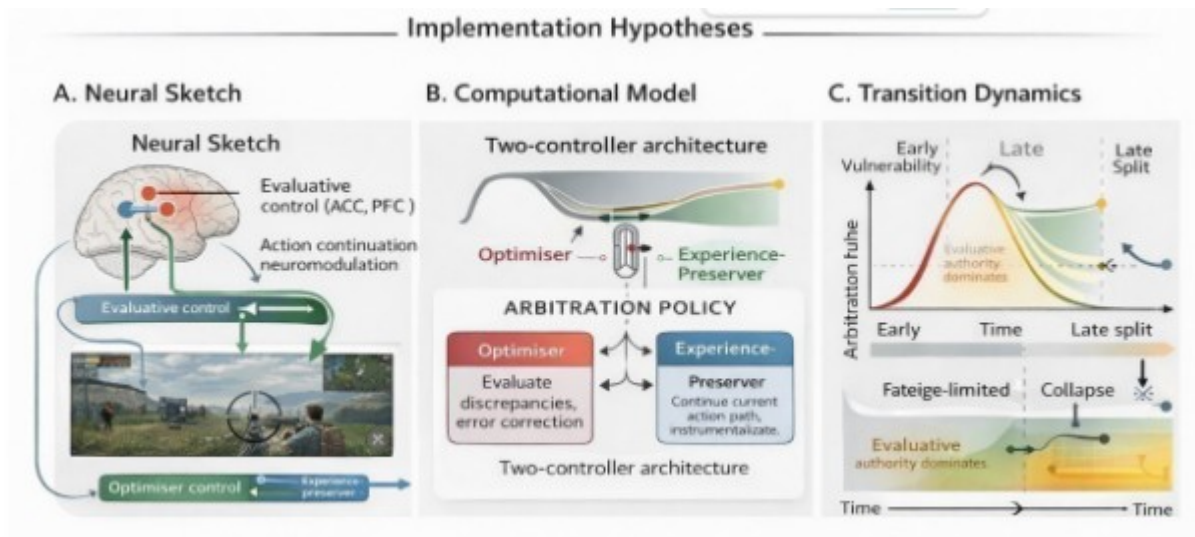 Implementation Hypotheses
A. Neural Sketch
Neural Sketch
Evaluative
control (ACC, PFC )
Action continuation
neuromodulation
Evaluative control
Optimiser control
Experience
preserver
B. Computational Model
Two-controller architecture
Optimiser
Experience-
Preserver
ARBITRATION POLICY
Optimiser
Evaluate
discrepancies,
error correction
Experience-
Preserver
Continue current
action path,
instrumentalizate.
Two-controller architecture
C. Transition Dynamics
Early
Vulnerability
Late
Late
Split
Arbitration huhe
Evaluative
authority
dominates
Early
Time
Late split
Fateige-limited
Collapse
Evaluative
authority dominates
Time
Time